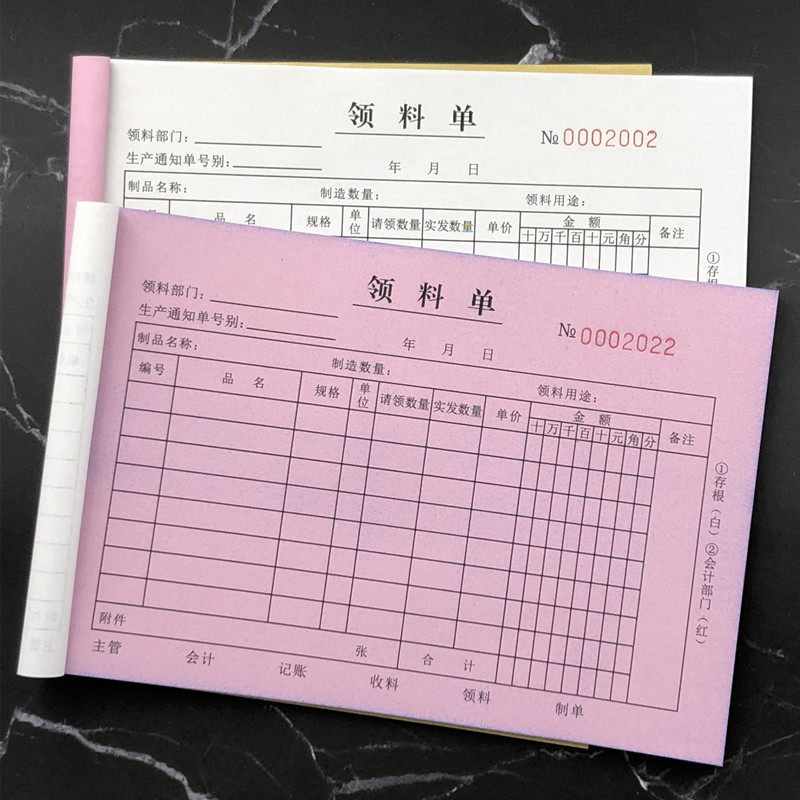 领料单
№0002002
领料部门：
生产通知单号别：
年 月 日
制品名称： 制造数量： 领料用途：
号 品名 规格 单位 请领数量 实发数量 单价 金额 备注
十 万 千 百 十 元 角 分
①存根
领料单
№0002022
领料部门：
生产通知单号别：
年 月 日
制品名称： 制造数量： 领料用途：
编号 品名 规格 单位 请领数量 实发数量 单价 金额 备注
十 万 千 百 十 元 角 分
①存根（白）②会计部门（红）
附件 张 合计
主管 会计 记账 收料 领料 制单